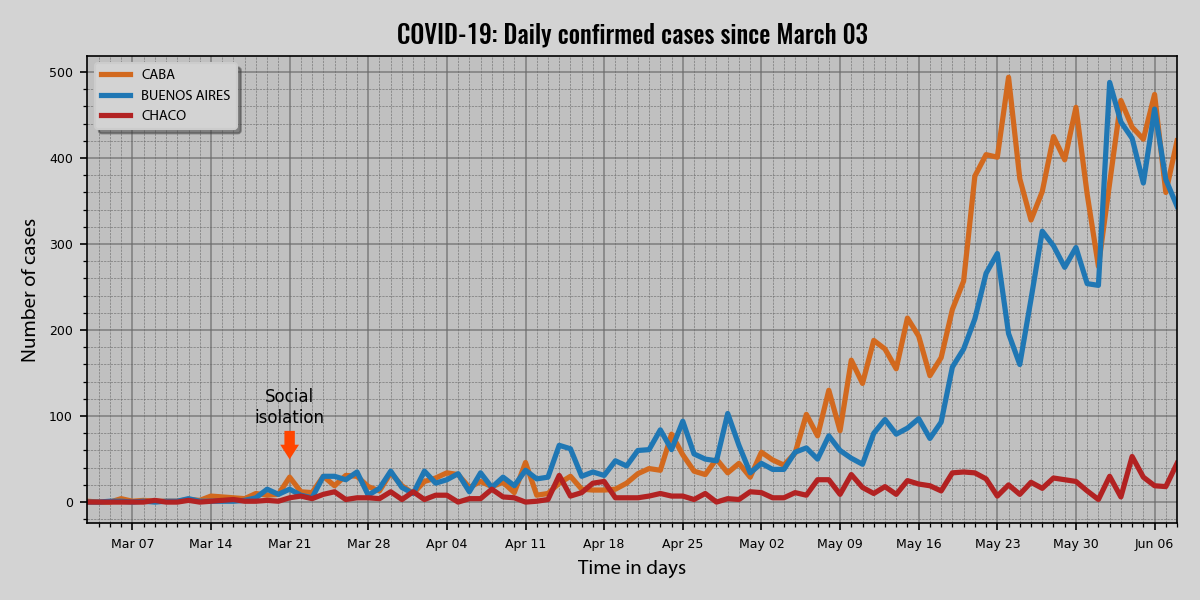 COVID-19: Daily confirmed cases since March 03
CABA
BUENOS AIRES
CHACO
500
400
300
200
100
0
Number of cases
Social
isolation
Mar 07 Mar 14 Mar 21 Mar 28 Apr 04 Apr 11 Apr 18 Apr 25 May 02 May 09 May 16 May 23 May 30 Jun 06
Time in days